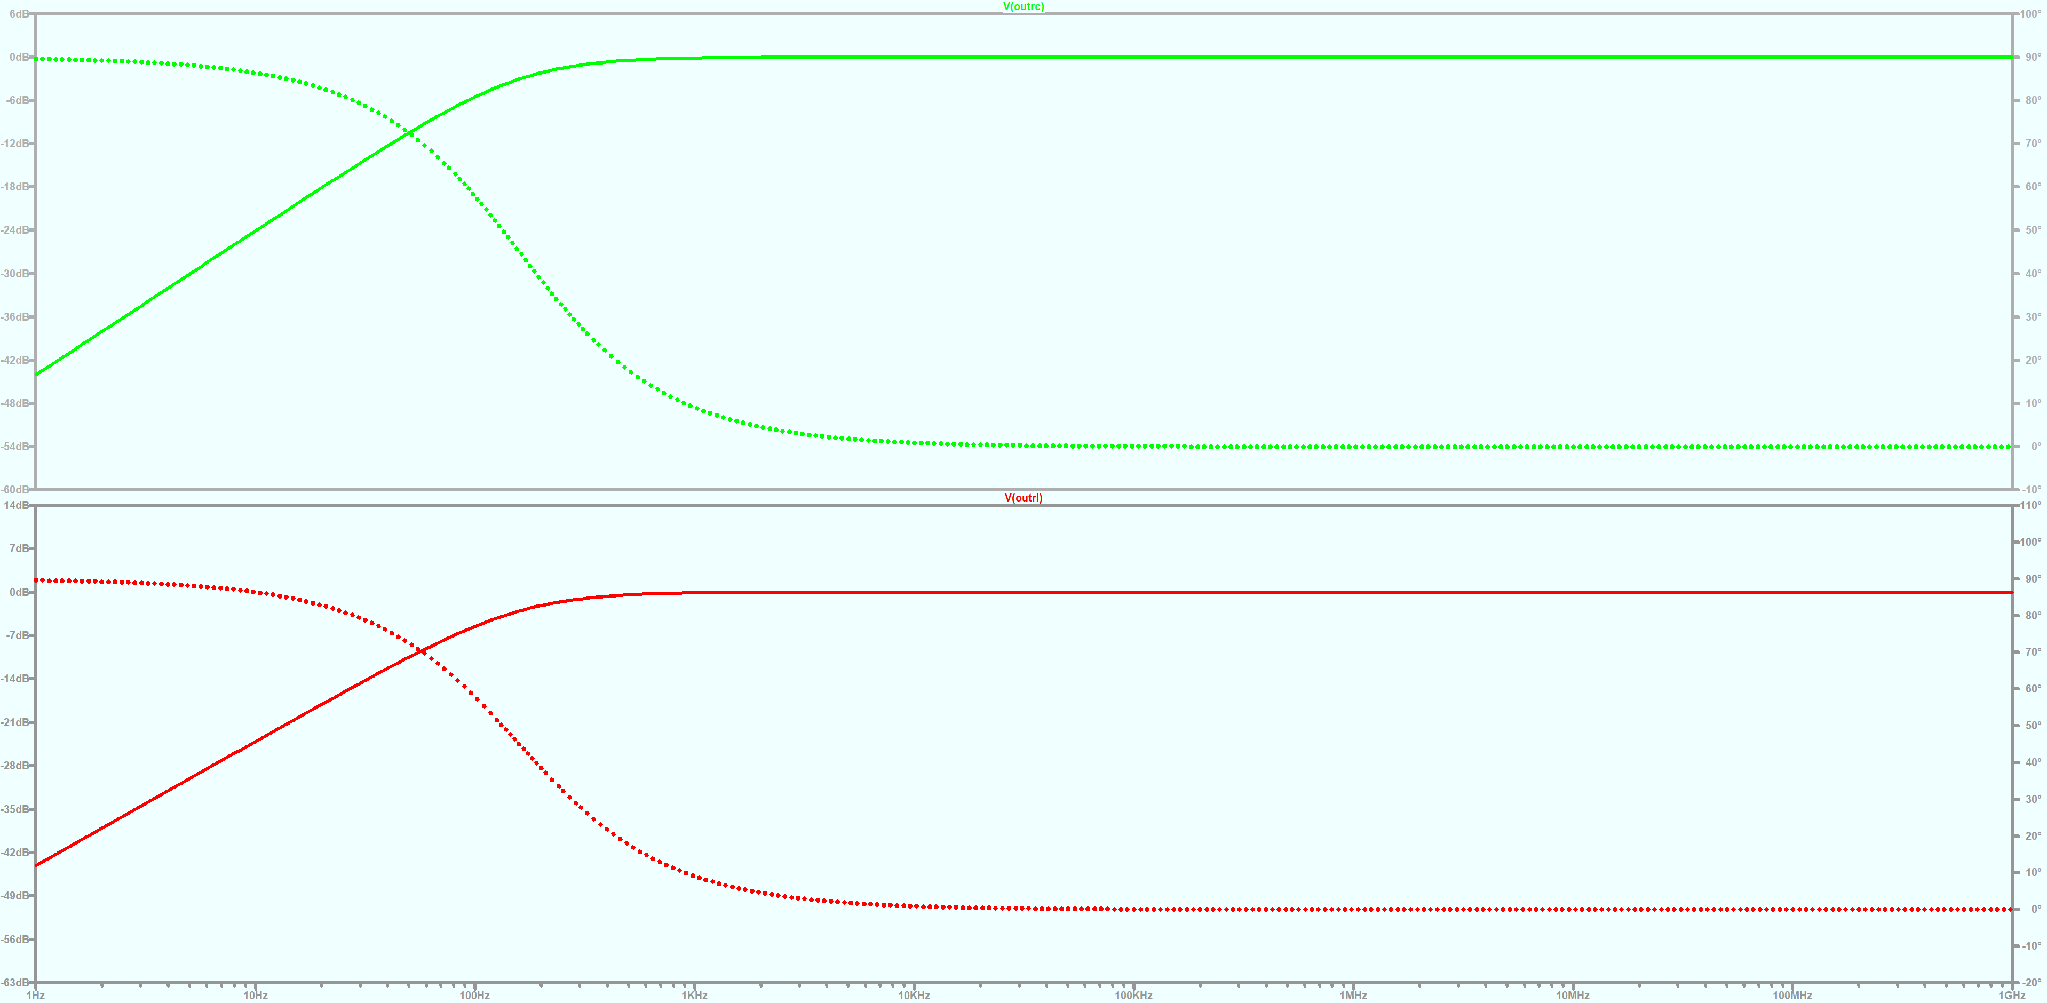 V(outrc)
6dB 100°
0dB 90°
-6dB 80°
-12dB 70°
-18dB 60°
-24dB 50°
-30dB 40°
-36dB 30°
-42dB 20°
-48dB 10°
-54dB 0°
-60dB -10°
V(outrl)
14dB 110°
7dB 100°
0dB 90°
-7dB 80°
-14dB 70°
-21dB 60°
-28dB 50°
-35dB 40°
-42dB 30°
-49dB 20°
-56dB 10°
-63dB 0°
-10°
-20°
1Hz 10Hz 100Hz 1KHz 10KHz 100KHz 1MHz 10MHz 100MHz 1GHz